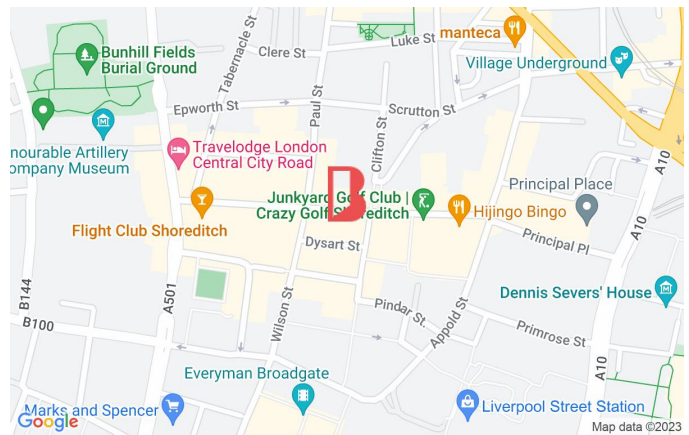 Bunhill Fields
Burial Ground
Tabernacle St
Clere St
Luke St
manteca
Village Underground
Paul St
Epworth St
Scrutton St
Clifton St
A10
onourable Artillery
ompany Museum
Travelodge London
Central City Road
B
Junkyard Golf Club |
Crazy Golf Shoreditch
Principal Place
Hijingo Bingo
Flight Club Shoreditch
Principal Pl
A10
Dysart St
B144
A501
Wilson St
Pindar St.
Appold St
Dennis Severs' House
B100
Primrose St
Everyman Broadgate
A10
Marks and Spencer
Liverpool Street Station
Google
Map data ©2023